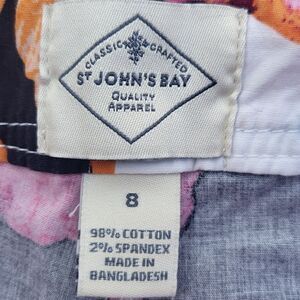 CLASSIC CRAFTED
ST JOHN'S BAY
QUALITY
APPAREL
8
98% COTTON
2% SPANDEX
MADE IN
BANGLADESH